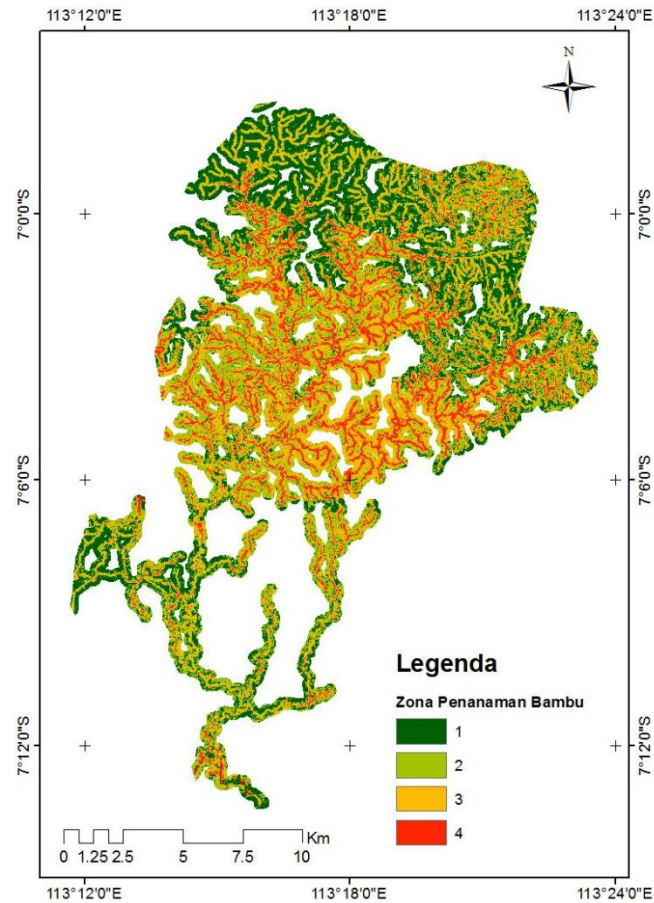 113°12'0"E 113°18'0"E 113°24'0"E
N
7°0'0"S 7°0'0"S
7°6'0"S 7°6'0"S
Legenda
Zona Penanaman Bambu
1
2
3
4
7°12'0"S 7°12'0"S
Km
0 1.25 2.5 5 7.5 10
113°12'0"E 113°18'0"E 113°24'0"E